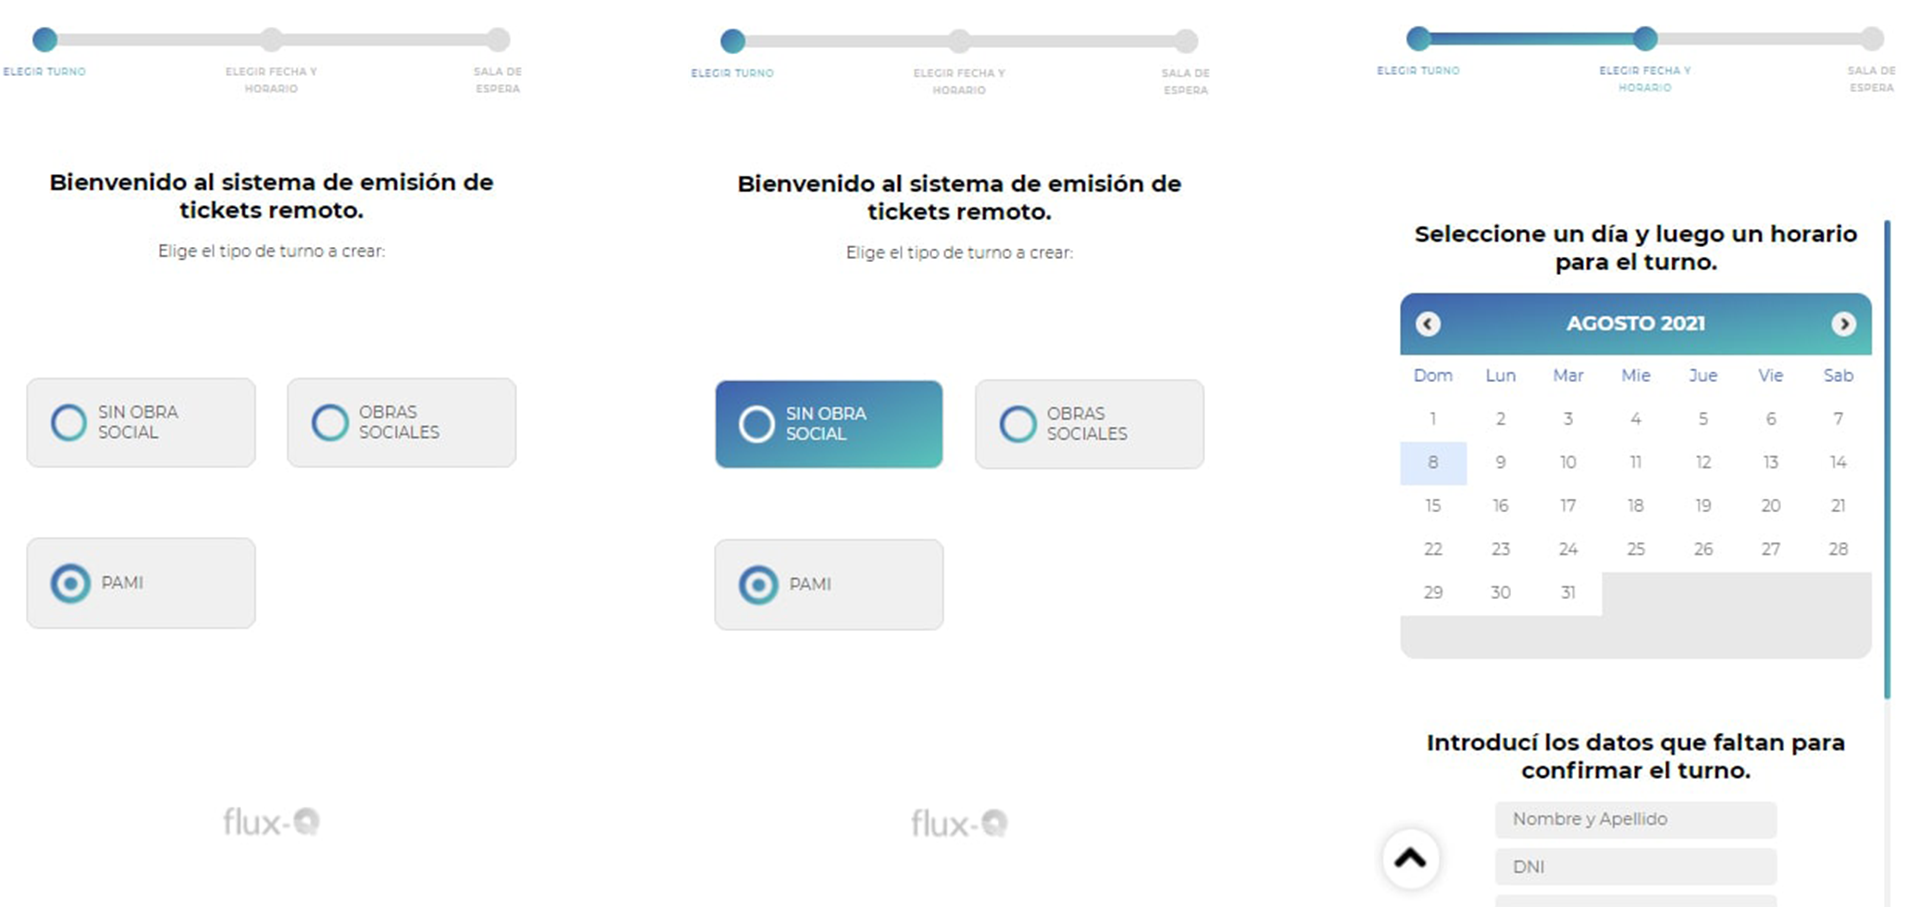 ELEGIR TURNO
ELEGIR FECHA Y
HORARIO
SALA DE
ESPERA
Bienvenido al sistema de emisión de
tickets remoto.
Elige el tipo de turno a crear:
SIN OBRA
SOCIAL
OBRAS
SOCIALES
PAMI
flux-Q
ELEGIR TURNO
ELEGIR FECHA Y
HORARIO
SALA DE
ESPERA
Bienvenido al sistema de emisión de
tickets remoto.
Elige el tipo de turno a crear:
SIN OBRA
SOCIAL
OBRAS
SOCIALES
PAMI
flux-Q
ELEGIR TURNO
ELEGIR FECHA Y
HORARIO
SALA DE
ESPERA
Seleccione un día y luego un horario
para el turno.
AGOSTO 2021
Dom Lun Mar Mie Jue Vie Sab
1 2 3 4 5 6 7
8 9 10 11 12 13 14
15 16 17 18 19 20 21
22 23 24 25 26 27 28
29 30 31
Introducí los datos que faltan para
confirmar el turno.
Nombre y Apellido
DNI